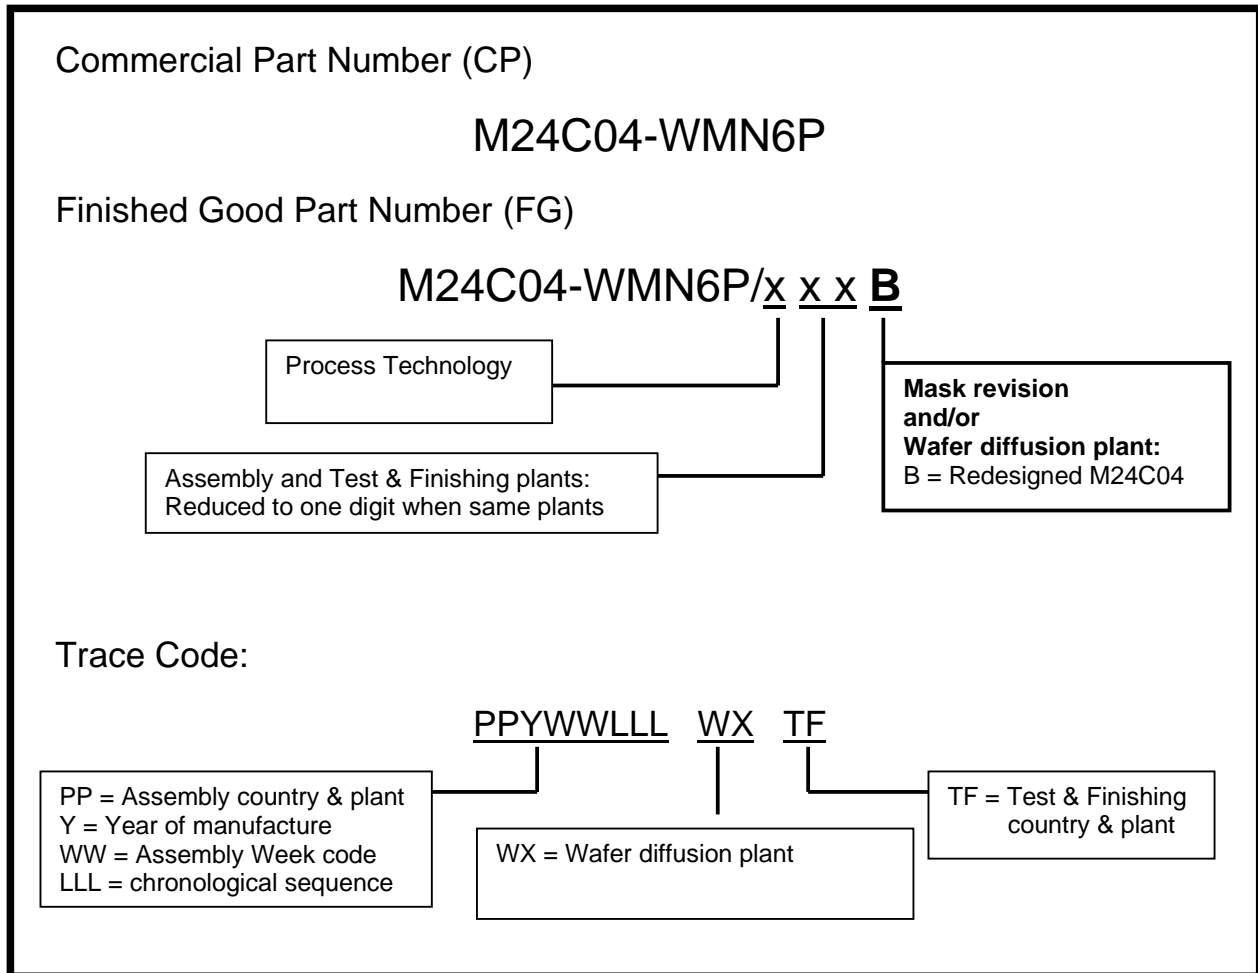 Commercial Part Number (CP)
M24C04-WMN6P
Finished Good Part Number (FG)
M24C04-WMN6P/x x x B
Process Technology
Mask revision
and/or
Wafer diffusion plant:
B = Redesigned M24C04
Assembly and Test & Finishing plants:
Reduced to one digit when same plants
Trace Code:
PPYWWLLL WX TF
PP = Assembly country & plant
Y = Year of manufacture
WW = Assembly Week code
LLL = chronological sequence
WX = Wafer diffusion plant
TF = Test & Finishing
country & plant